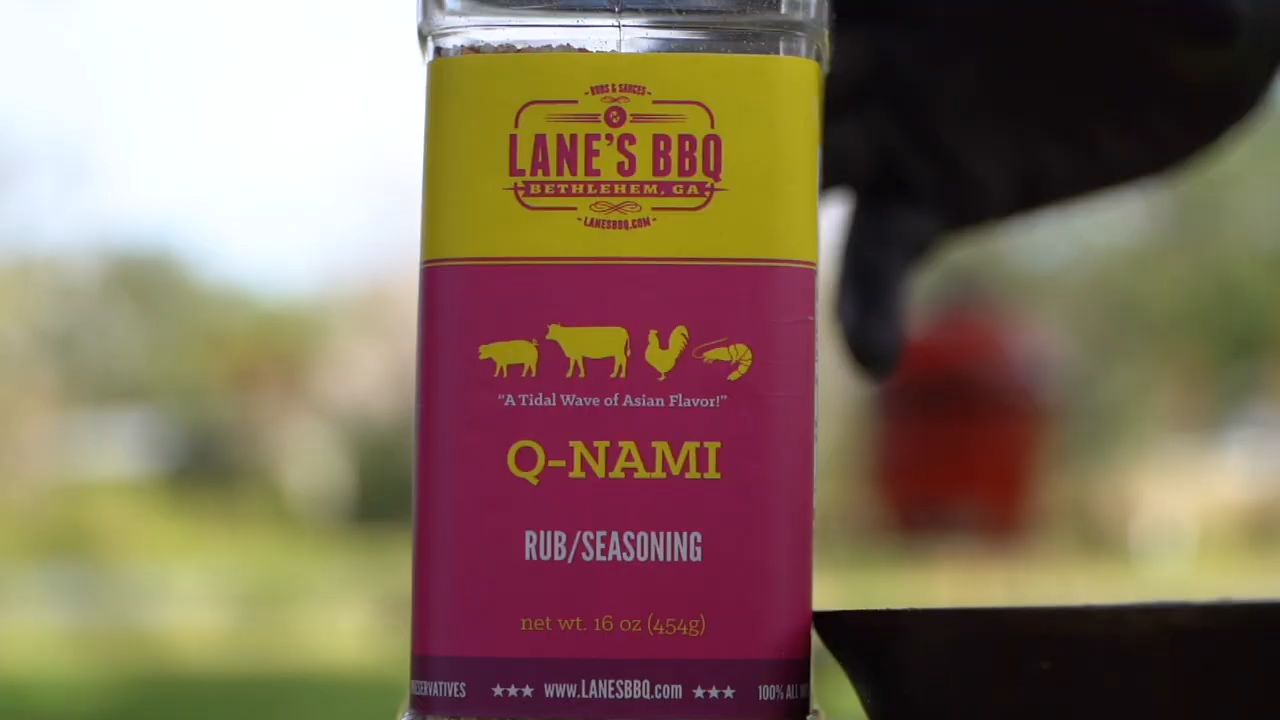 -RUBS & SAUCES-
LANE'S BBQ
BETHLEHEM, GA
-LANESBBQ.COM-
"A Tidal Wave of Asian Flavor!"
Q-NAMI
RUB/SEASONING
net wt. 16 oz (454g)
★★★ www.LANESBBQ.com ★★★ 100% ALL